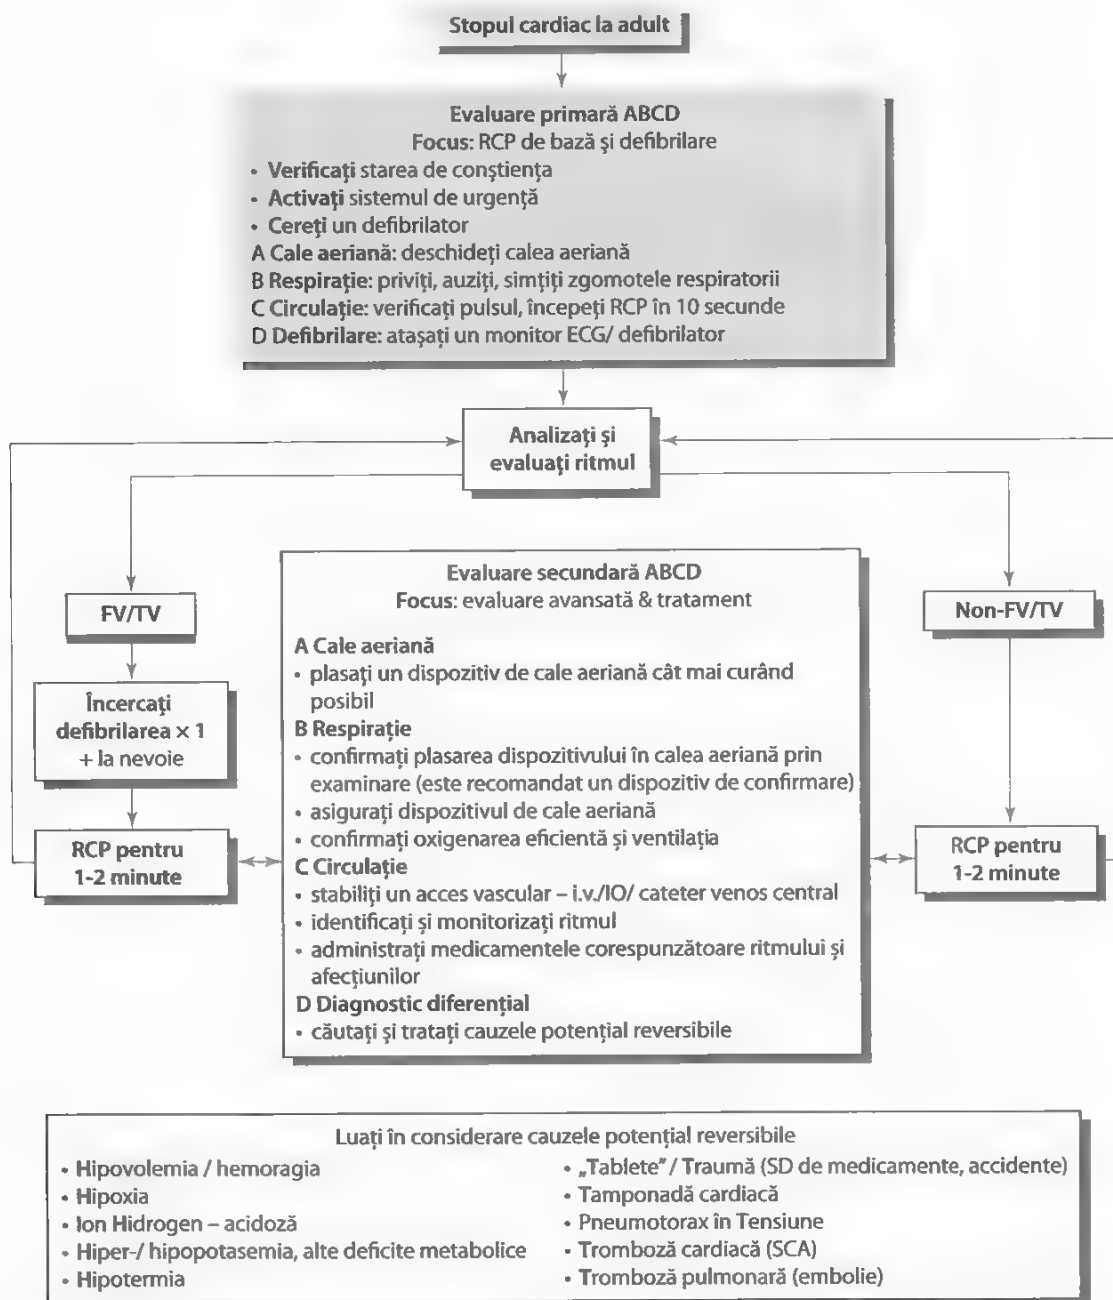 Stopul cardiac la adult
Evaluare primară ABCD
Focus: RCP de bază și defibrilare
• Verificați starea de conștiența
• Activați sistemul de urgență
• Cereți un defibrilator
A Cale aeriană: deschideți calea aeriană
B Respirație: priviți, auziți, simțiți zgomotele respiratorii
C Circulație: verificați pulsul, începeți RCP în 10 secunde
D Defibrilare: atașați un monitor ECG/ defibrilator
Analizați și
evaluați ritmul
FV/TV
Încercați
defibrilarea × 1
+ la nevoie
RCP pentru
1-2 minute
Evaluare secundară ABCD
Focus: evaluare avansată & tratament
A Cale aeriană
• plasați un dispozitiv de cale aeriană cât mai curând
posibil
B Respirație
• confirmați plasarea dispozitivului în calea aeriană prin
examinare (este recomandat un dispozitiv de confirmare)
• asigurați dispozitivul de cale aeriană
• confirmați oxigenarea eficientă și ventilația
C Circulație
• stabiliți un acces vascular – i.v./IO/ cateter venos central
• identificați și monitorizați ritmul
• administrați medicamentele corespunzătoare ritmului și
afecțiunilor
D Diagnostic diferențial
• căutați și tratați cauzele potențial reversibile
Non-FV/TV
RCP pentru
1-2 minute
Luați în considerare cauzele potențial reversibile
• Hipovolemia / hemoragia
• Hipoxia
• Ion Hidrogen – acidoză
• Hiper-/ hipopotasemia, alte deficite metabolice
• Hipotermia
• „Tablete”/ Traumă (SD de medicamente, accidente)
• Tamponadă cardiacă
• Pneumotorax în Tensiune
• Tromboză cardiacă (SCA)
• Tromboză pulmonară (embolie)